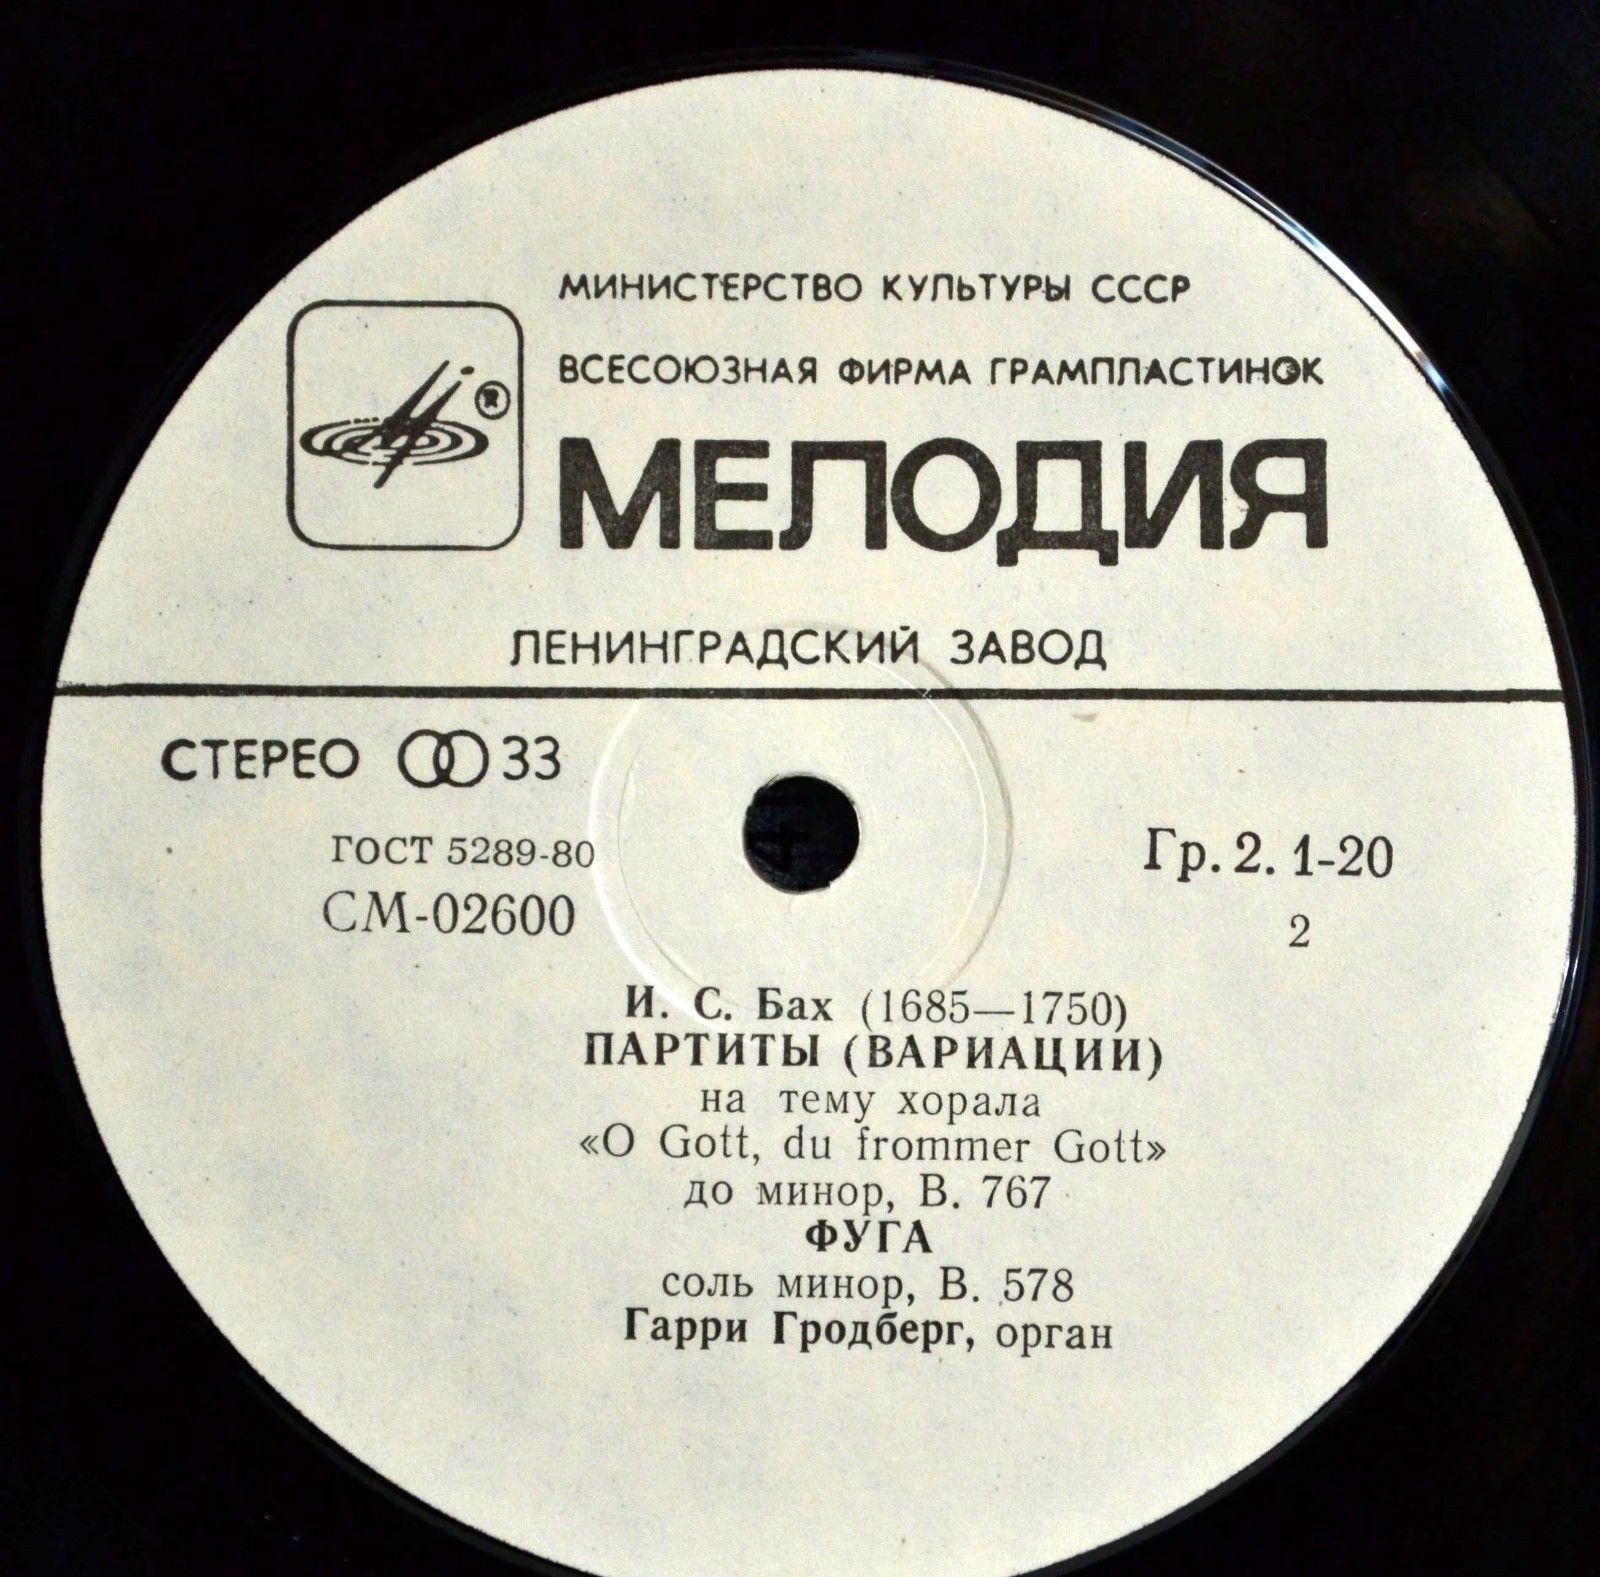 МИНИСТЕРСТВО КУЛЬТУРЫ СССР
ВСЕСОЮЗНАЯ ФИРМА ГРАМПЛАСТИНОК
®
МЕЛОДИЯ
ЛЕНИНГРАДСКИЙ ЗАВОД
СТЕРЕО 33
ГОСТ 5289-80
СМ-02600
Гр. 2. 1-20
2
И. С. Бах (1685—1750)
ПАРТИТЫ (ВАРИАЦИИ)
на тему хорала
«O Gott, du frommer Gott»
до минор, В. 767
ФУГА
соль минор, В. 578
Гарри Гродберг, орган